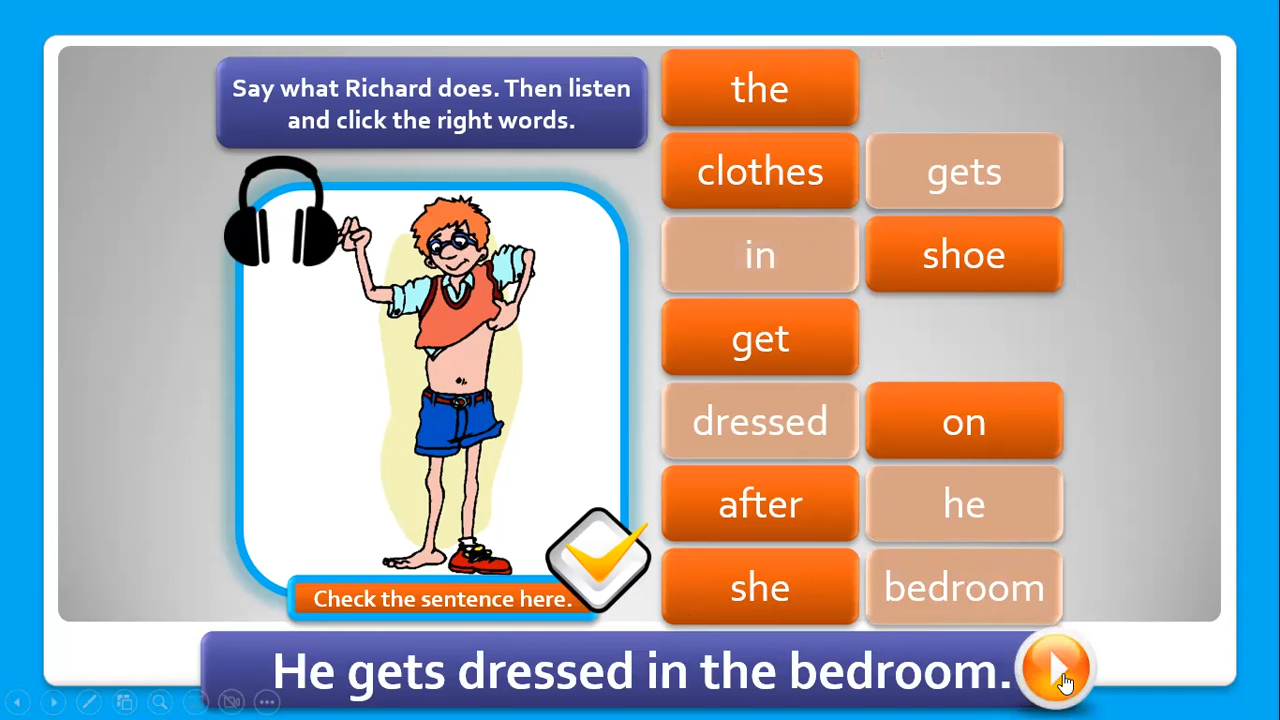 Say what Richard does. Then listen
and click the right words.
the
clothes
gets
in
shoe
get
dressed
on
after
he
she
bedroom
Check the sentence here.
He gets dressed in the bedroom.